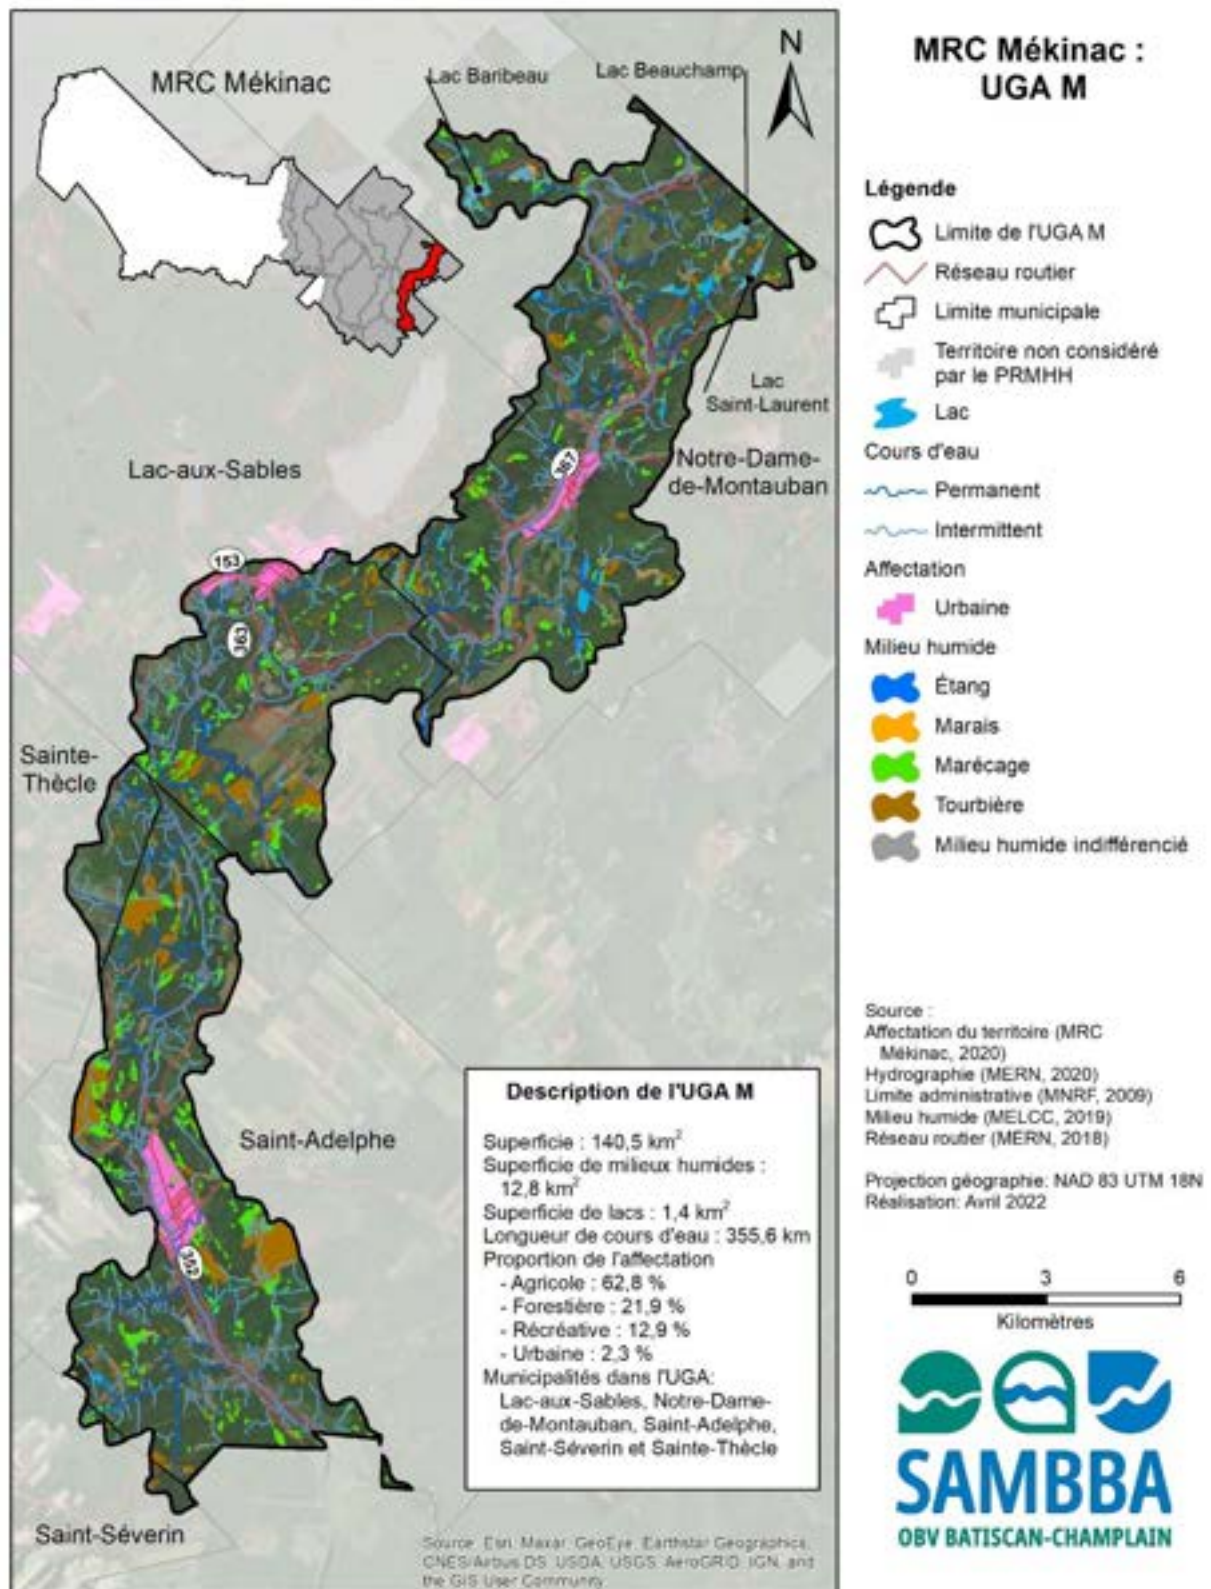 MRC Mékinac
Lac Baribeau
Lac Beauchamp
N
Lac
Saint-Laurent
Notre-Dame-
de-Montauban
367
Lac-aux-Sables
153
363
Sainte-
Thècle
Saint-Adelphe
352
Saint-Séverin
Description de l'UGA M
Superficie : 140,5 km²
Superficie de milieux humides :
12,8 km²
Superficie de lacs : 1,4 km²
Longueur de cours d'eau : 355,6 km
Proportion de l'affectation
- Agricole : 62,8 %
- Forestière : 21,9 %
- Récréative : 12,9 %
- Urbaine : 2,3 %
Municipalités dans l'UGA:
Lac-aux-Sables, Notre-Dame-
de-Montauban, Saint-Adelphe,
Saint-Séverin et Sainte-Thècle
Source: Esri, Maxar, GeoEye, Earthstar Geographics,
CNES/Airbus DS, USDA, USGS, AeroGRID, IGN, and
the GIS User Community
MRC Mékinac :
UGA M
Légende
Limite de l'UGA M
Réseau routier
Limite municipale
Territoire non considéré
par le PRMHH
Lac
Cours d'eau
Permanent
Intermittent
Affectation
Urbaine
Milieu humide
Étang
Marais
Marécage
Tourbière
Milieu humide indifférencié
Source :
Affectation du territoire (MRC
Mékinac, 2020)
Hydrographie (MERN, 2020)
Limite administrative (MNRF, 2009)
Milieu humide (MELCC, 2019)
Réseau routier (MERN, 2018)
Projection géographie: NAD 83 UTM 18N
Réalisation: Avril 2022
0 3 6
Kilomètres
SAMBBA
OBV BATISCAN-CHAMPLAIN